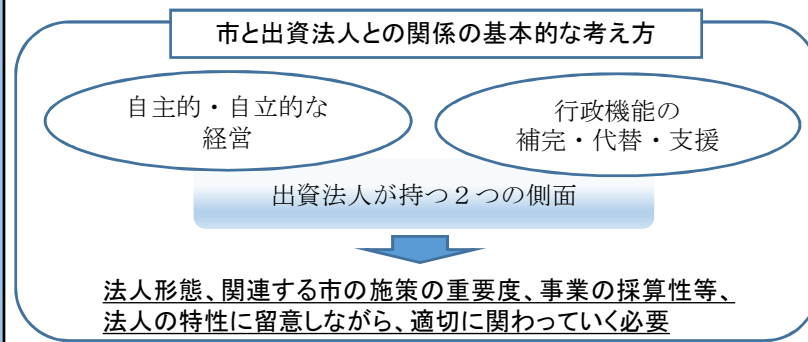 市と出資法人との関係の基本的な考え方
自主的・自立的な
経営
行政機能の
補完・代替・支援
出資法人が持つ２つの側面
法人形態、関連する市の施策の重要度、事業の採算性等、
法人の特性に留意しながら、適切に関わっていく必要